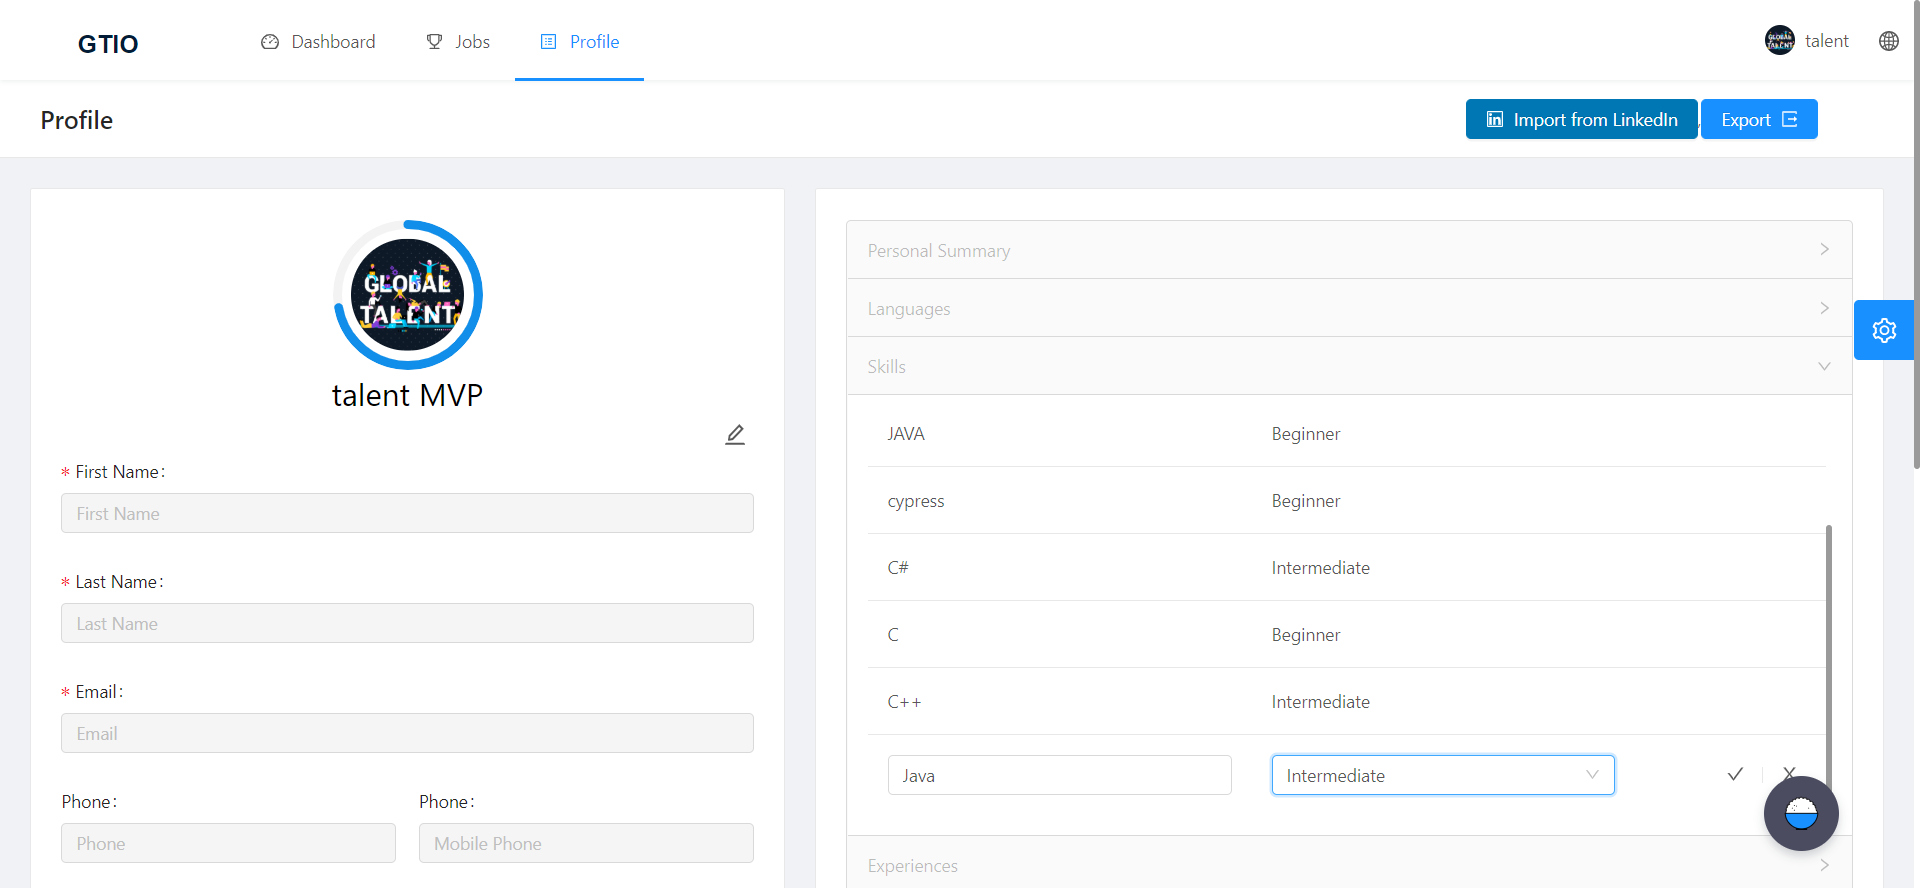 GTIO
Dashboard
Jobs
Profile
GLOBAL TALENT
talent
Profile
Import from LinkedIn
Export
GLOBAL
TALENT
talent MVP
* First Name:
First Name
* Last Name:
Last Name
* Email:
Email
Phone: Phone:
Phone Mobile Phone
Personal Summary
Languages
Skills
JAVA Beginner
cypress Beginner
C# Intermediate
C Beginner
C++ Intermediate
Java Intermediate
Experiences